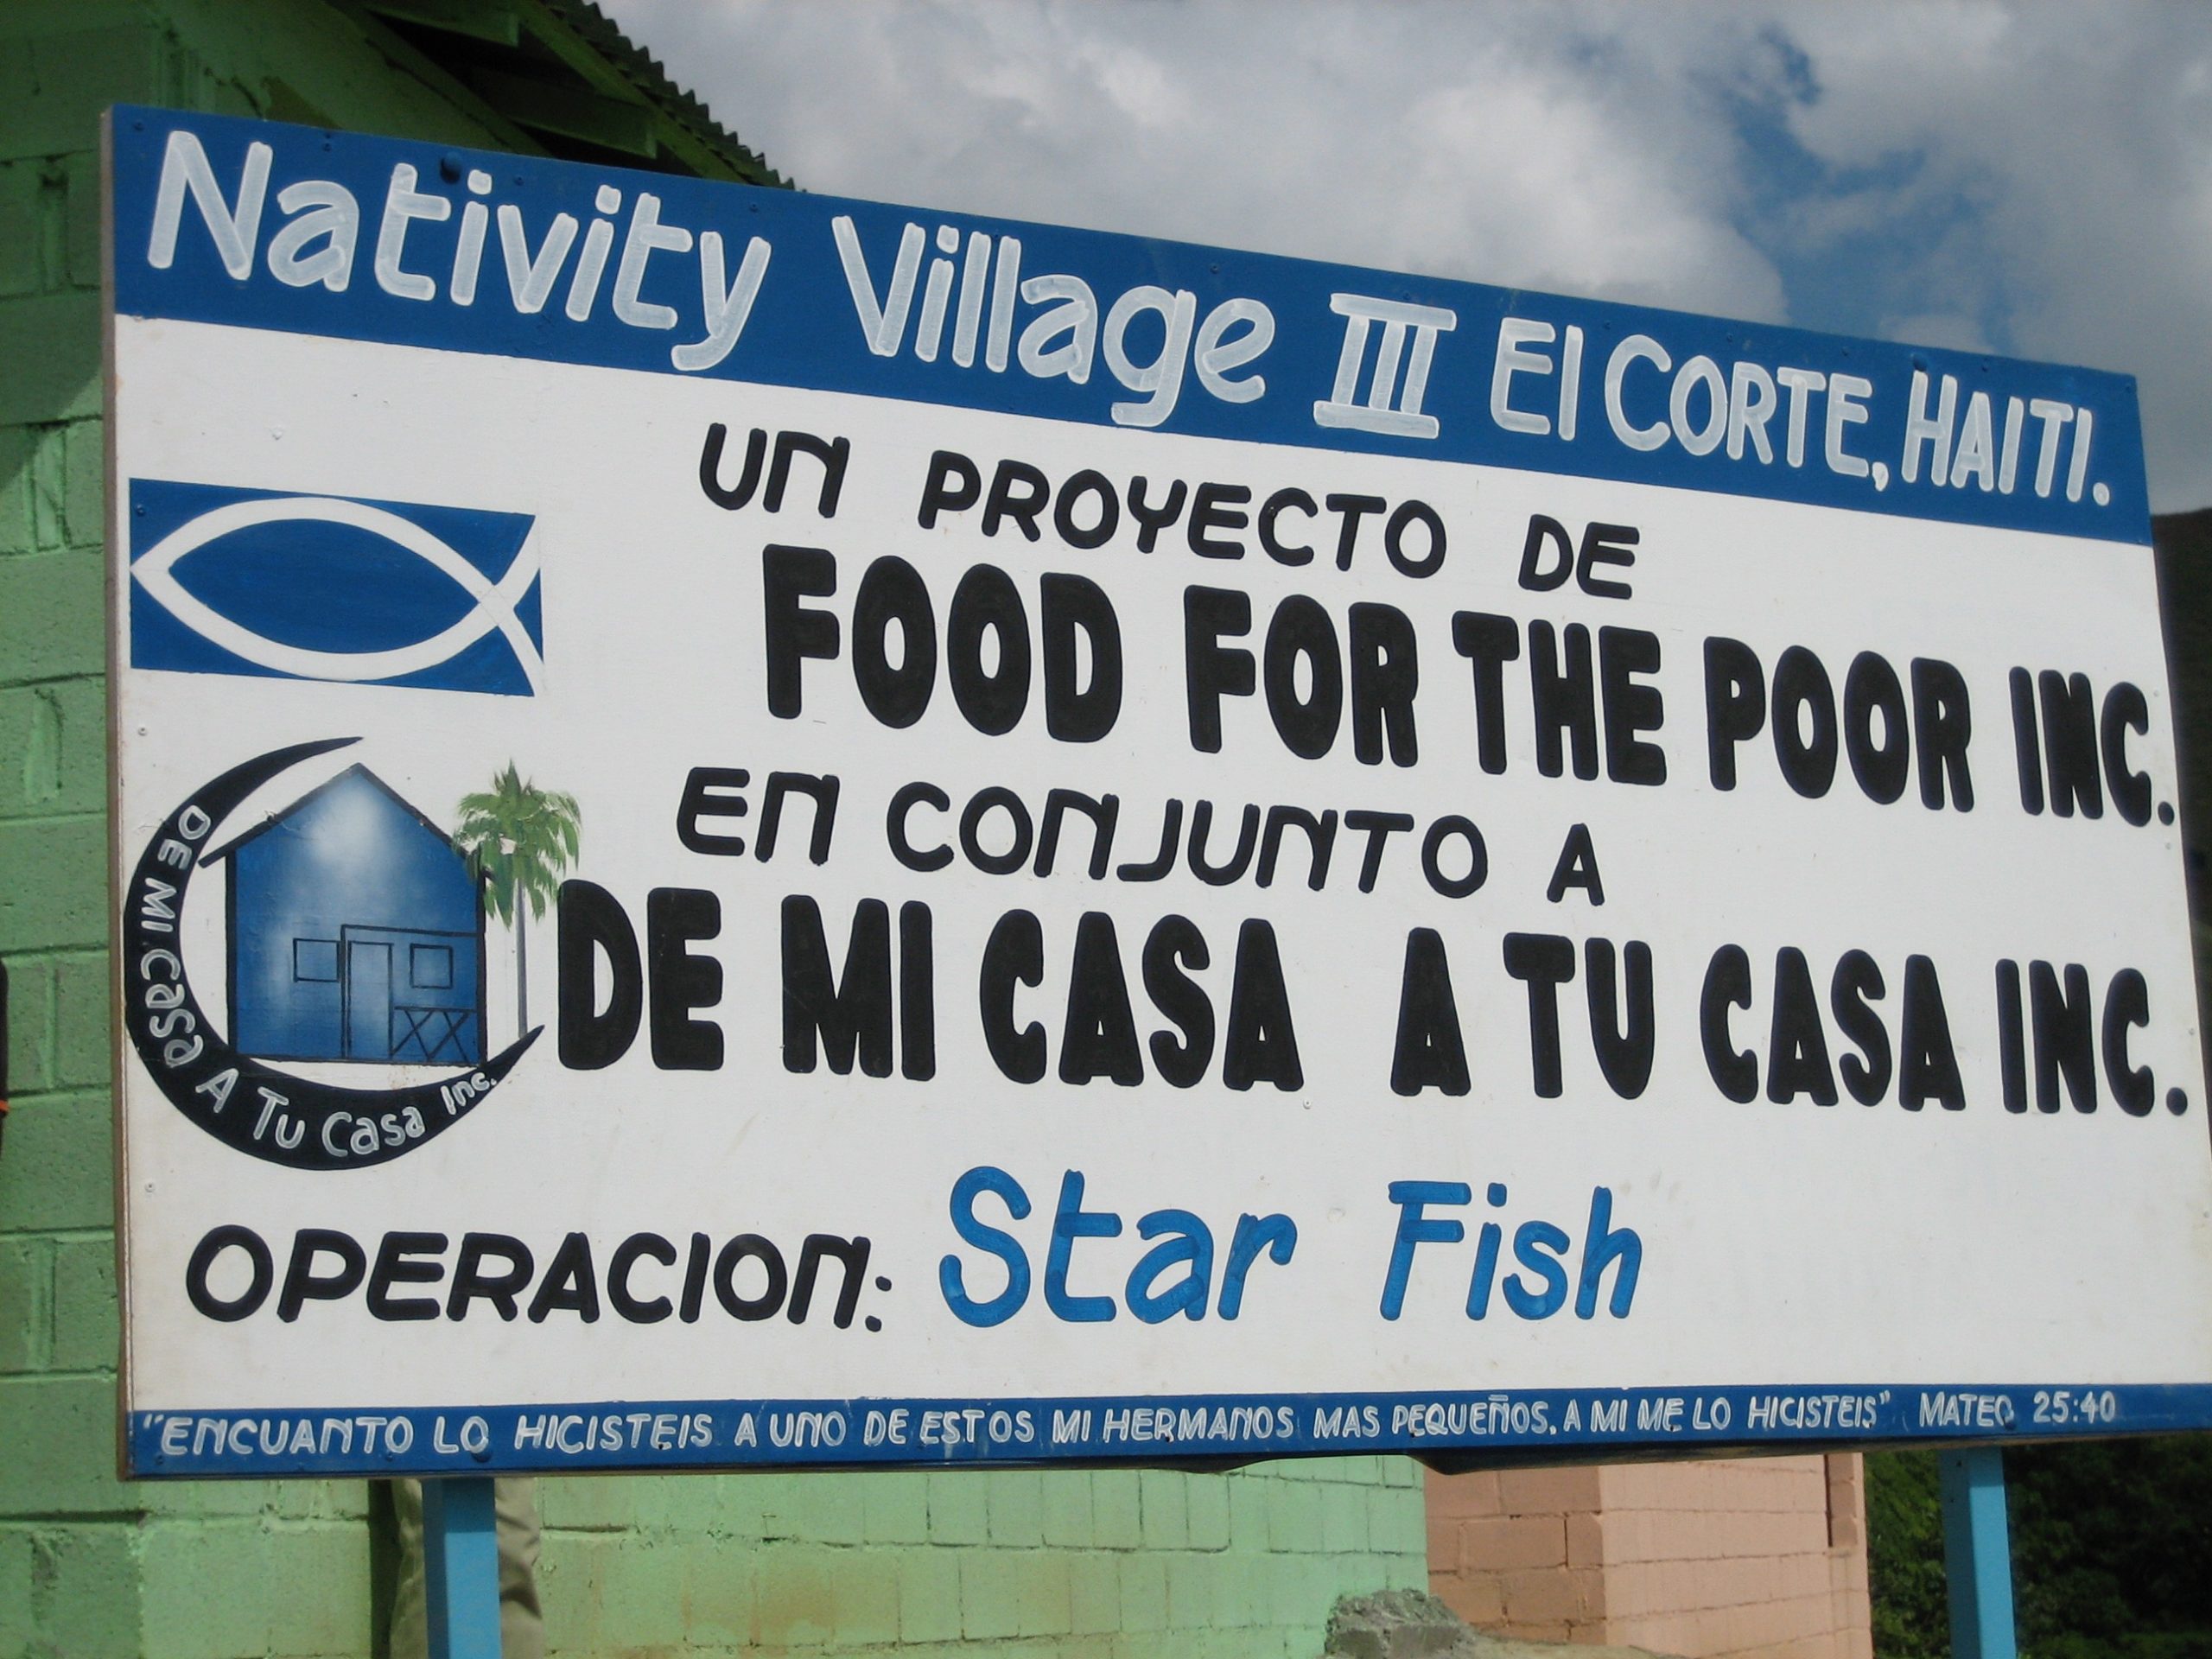 Nativity Village III El CORTE, HAITI.
UN PROYECTO DE
FOOD FOR THE POOR INC.
EN CONJUNTO A
DE MI CASA A TU CASA INC.
DE MI CASA A TU CASA Inc.
OPERACION: Star Fish
"ENCUANTO LO HICISTEIS A UNO DE ESTOS MI HERMANOS MAS PEQUEÑOS, A MI ME LO HICISTEIS" MATEO 25:40